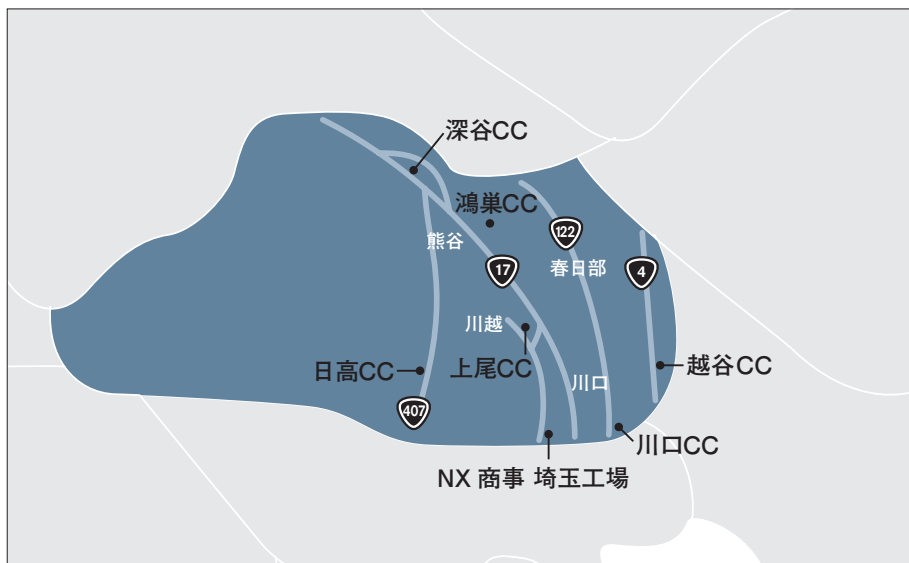 深谷CC
鴻巣CC
122
熊谷
17
春日部
4
川越
日高CC
上尾CC
越谷CC
川口
407
川口CC
NX 商事 埼玉工場